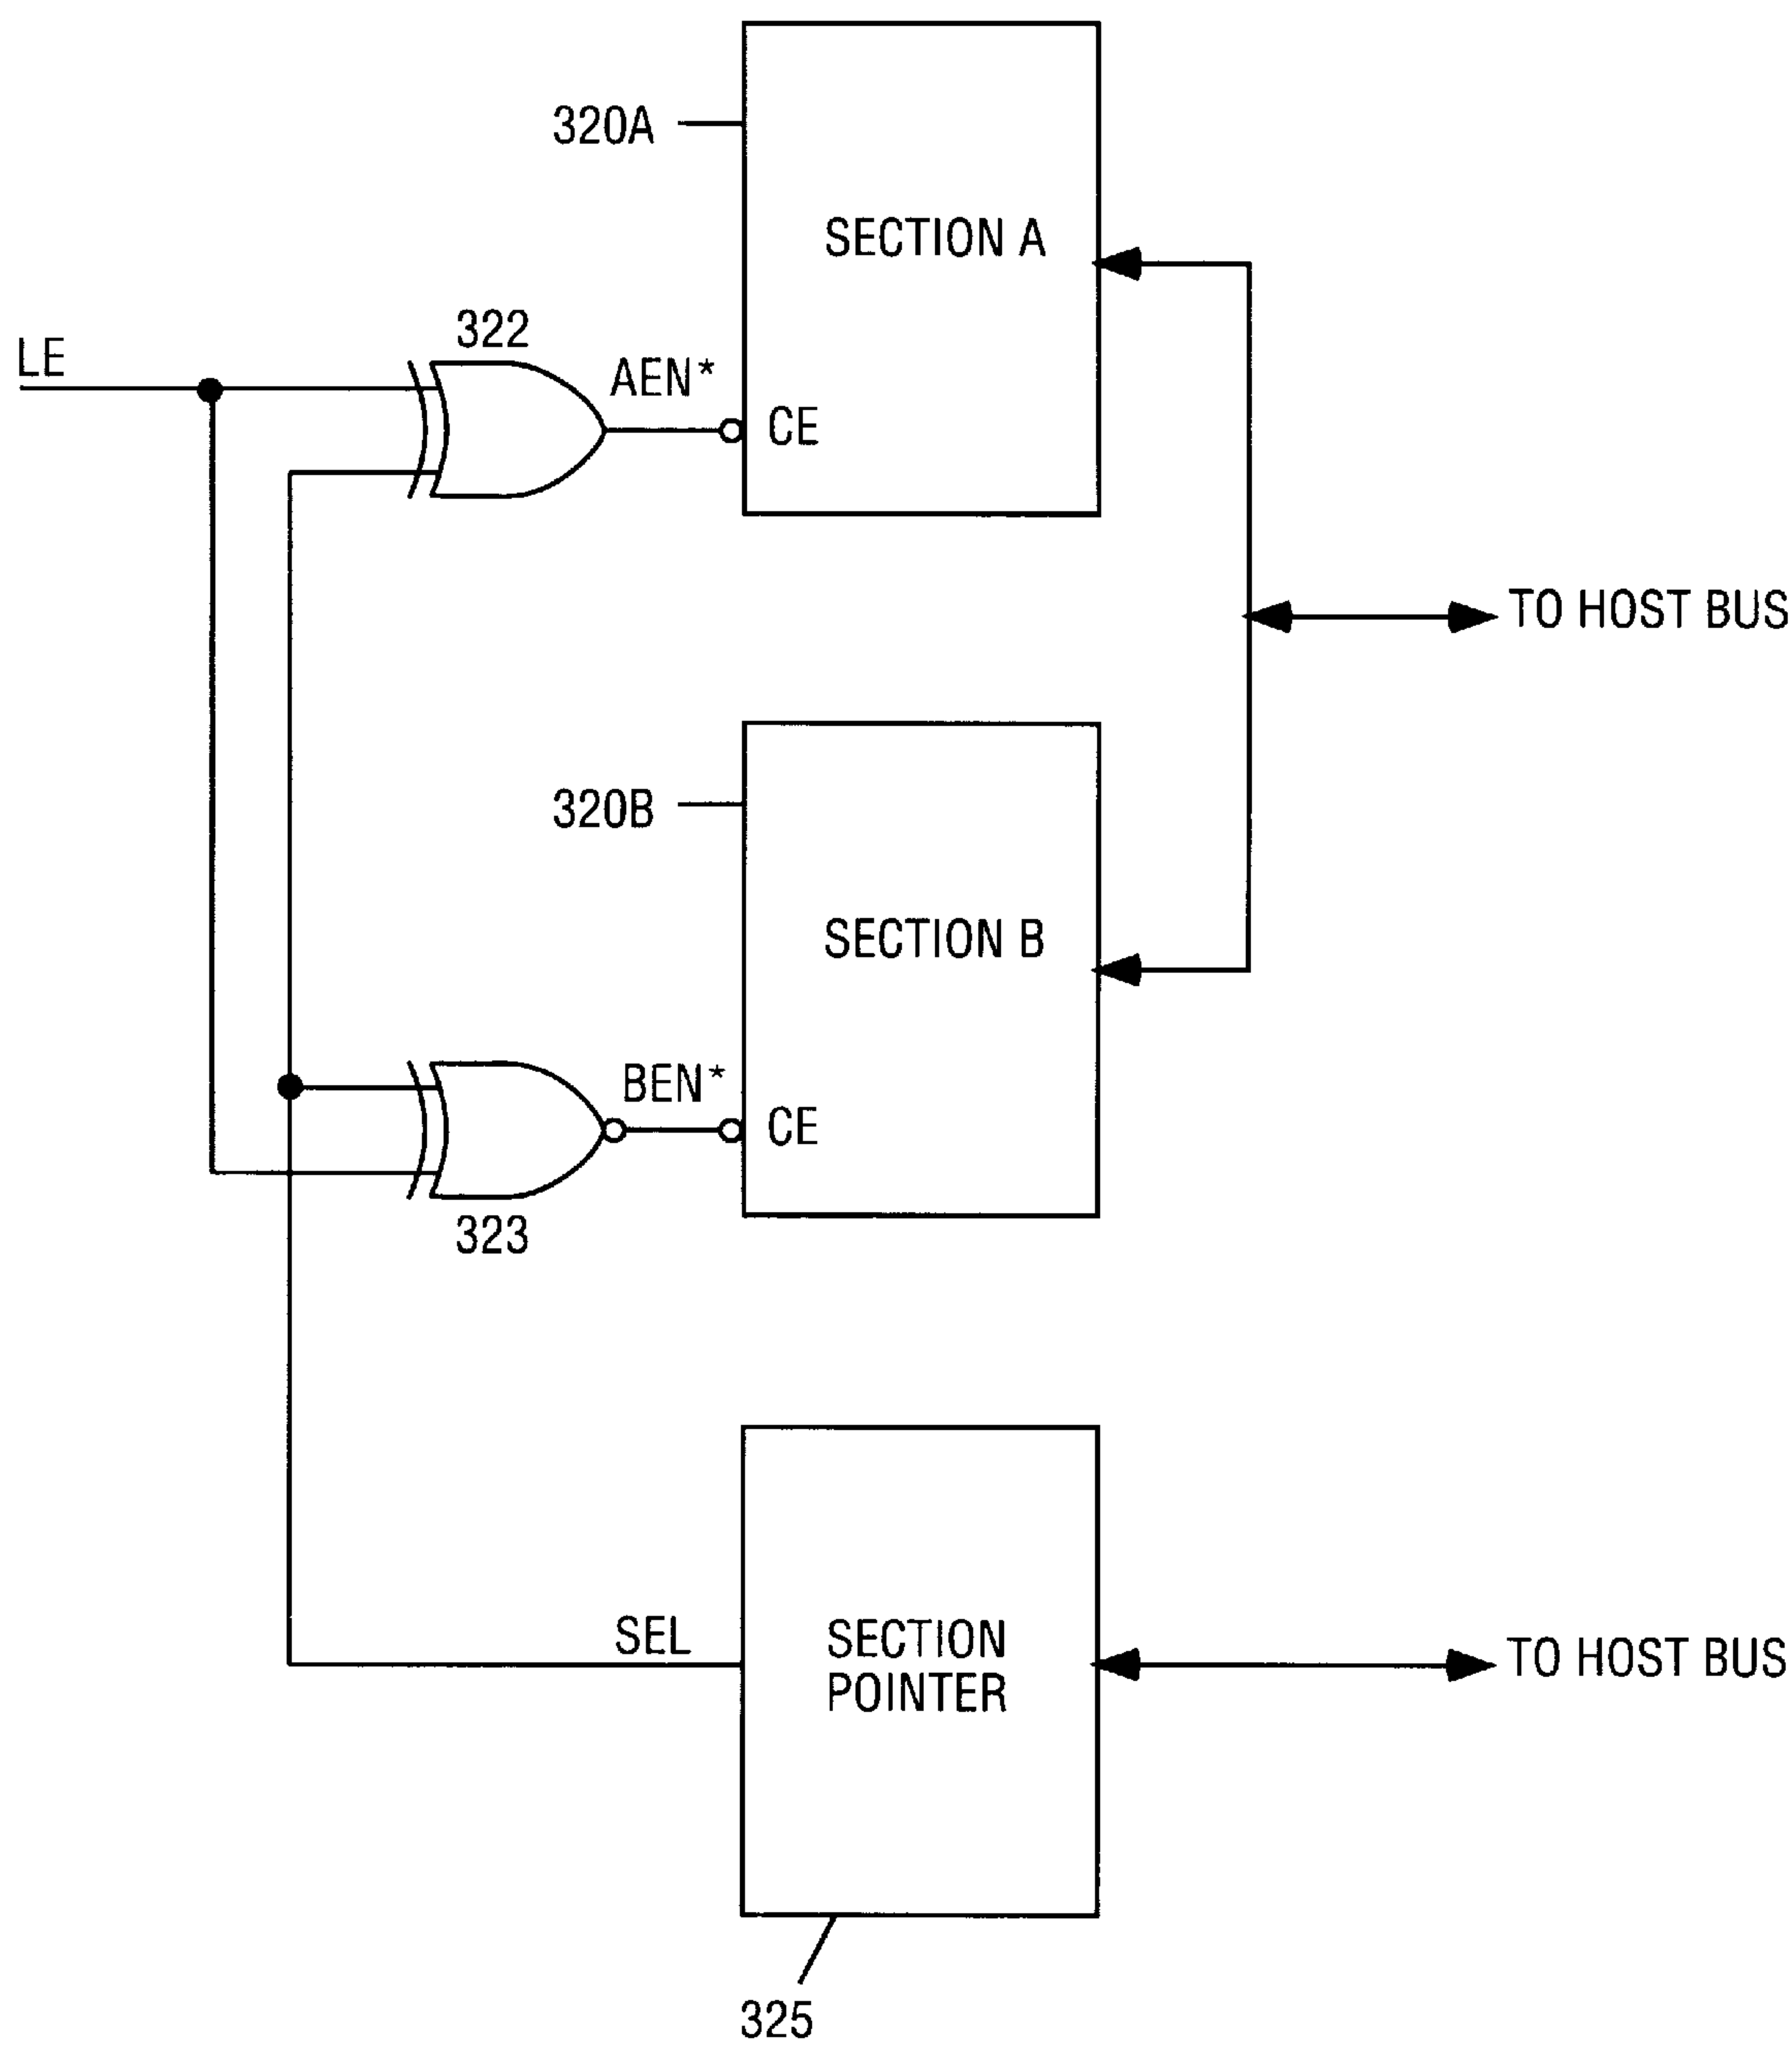 320A
SECTION A
322
LE
AEN*
CE
TO HOST BUS
320B
SECTION B
BEN*
CE
323
SEL
SECTION
POINTER
TO HOST BUS
325